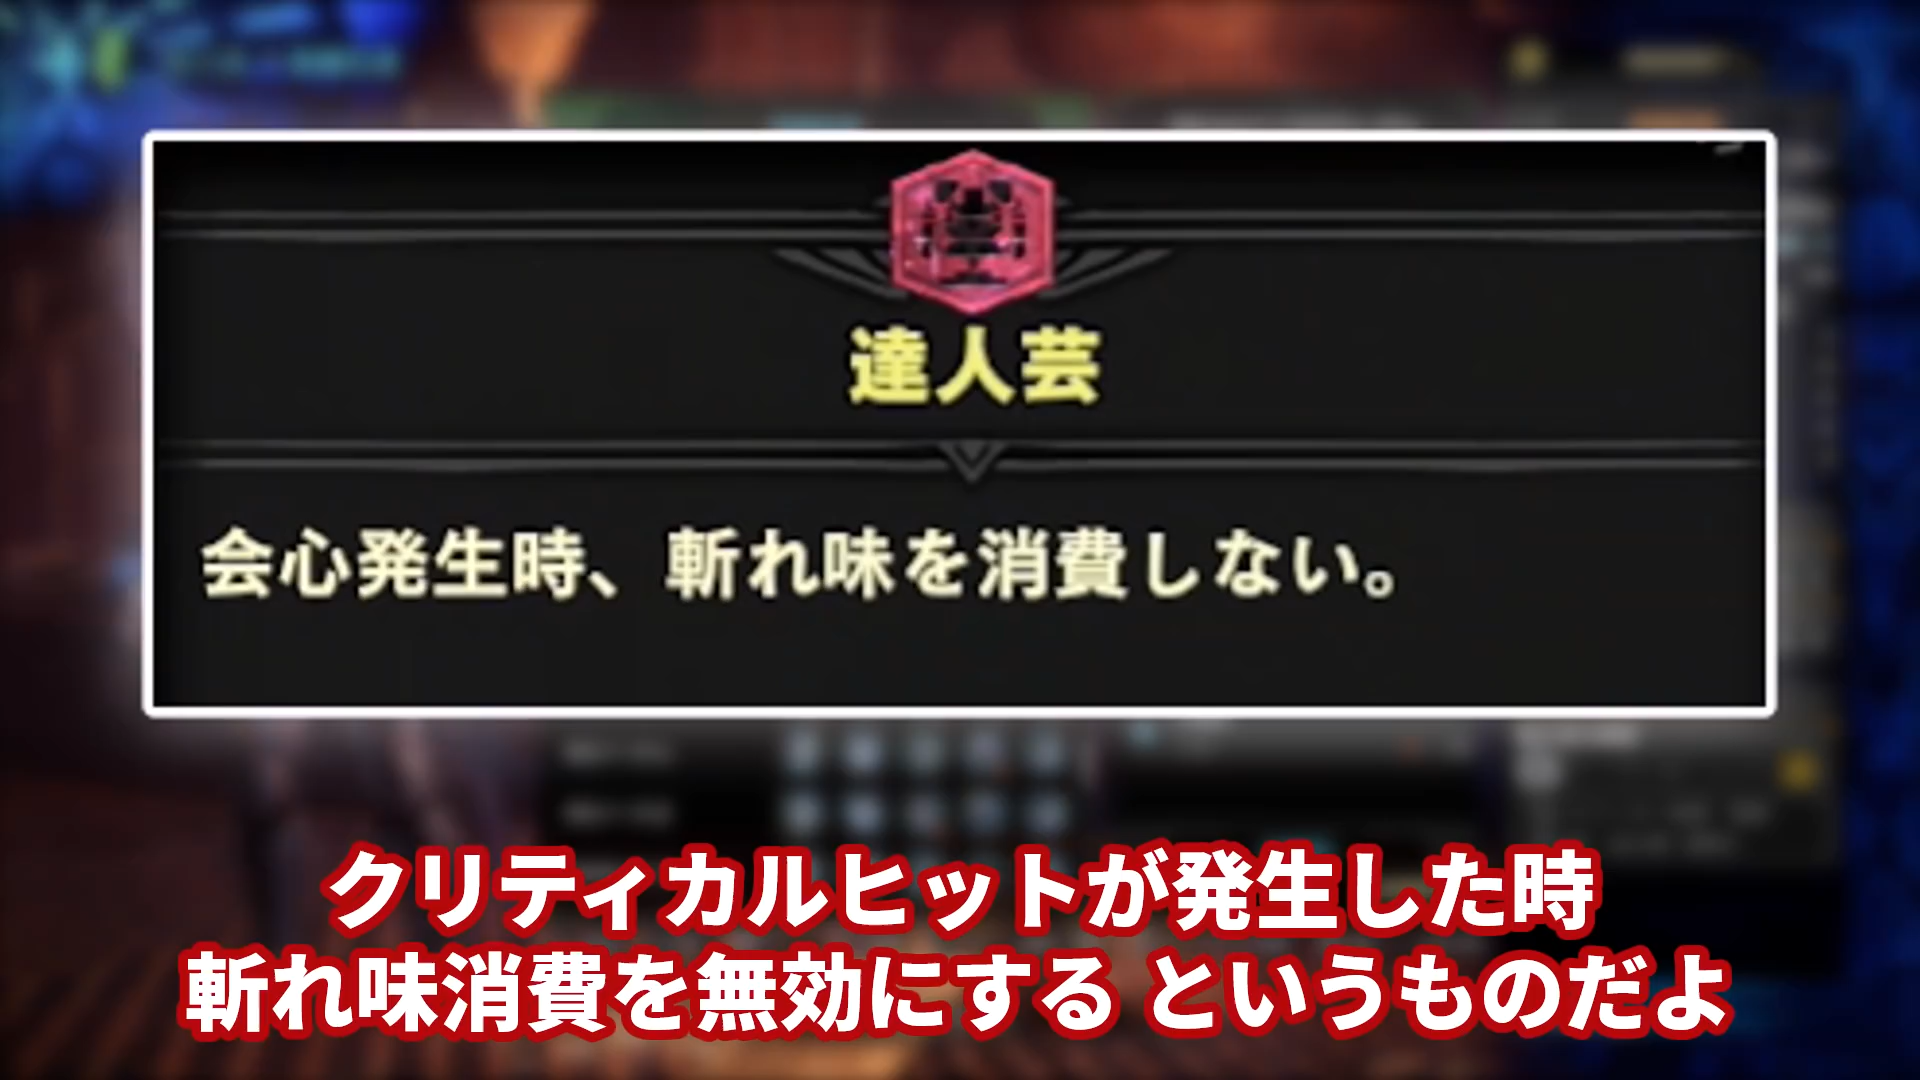 達人芸
会心発生時、斬れ味を消費しない。
クリティカルヒットが発生した時
斬れ味消費を無効にする というものだよ